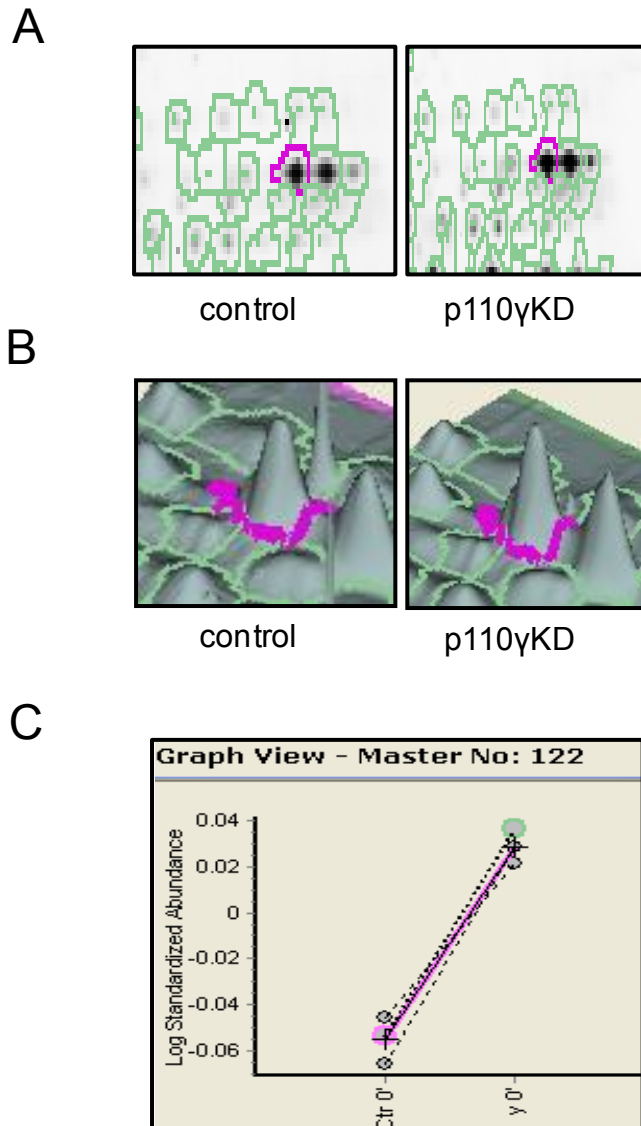 A
control p110γKD
B
control p110γKD
C
Graph View - Master No: 122
Log Standardized Abundance
0.04
0.02
0
-0.02
-0.04
-0.06
Ctr 0'
γ 0'